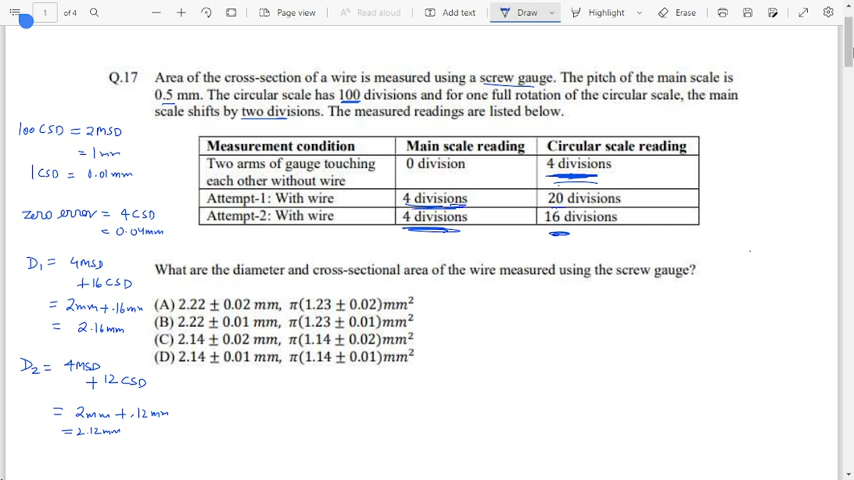 1 of 4
Page view
Read aloud
Add text
Draw
Highlight
Erase
Q.17 Area of the cross-section of a wire is measured using a screw gauge. The pitch of the main scale is
0.5 mm. The circular scale has 100 divisions and for one full rotation of the circular scale, the main
scale shifts by two divisions. The measured readings are listed below.
Measurement condition Main scale reading Circular scale reading
Two arms of gauge touching each other without wire 0 division 4 divisions
Attempt-1: With wire 4 divisions 20 divisions
Attempt-2: With wire 4 divisions 16 divisions
What are the diameter and cross-sectional area of the wire measured using the screw gauge?
(A) 2.22 ± 0.02 mm, π(1.23 ± 0.02)mm²
(B) 2.22 ± 0.01 mm, π(1.23 ± 0.01)mm²
(C) 2.14 ± 0.02 mm, π(1.14 ± 0.02)mm²
(D) 2.14 ± 0.01 mm, π(1.14 ± 0.01)mm²
100 CSD = 2MSD
= 1mm
1 CSD = 0.01mm
zero error = 4CSD
= 0.04mm
D₁ = 4MSD
+16CSD
= 2mm+.16mm
= 2.16mm
D₂ = 4MSD
+ 12CSD
= 2mm +.12mm
= 2.12mm